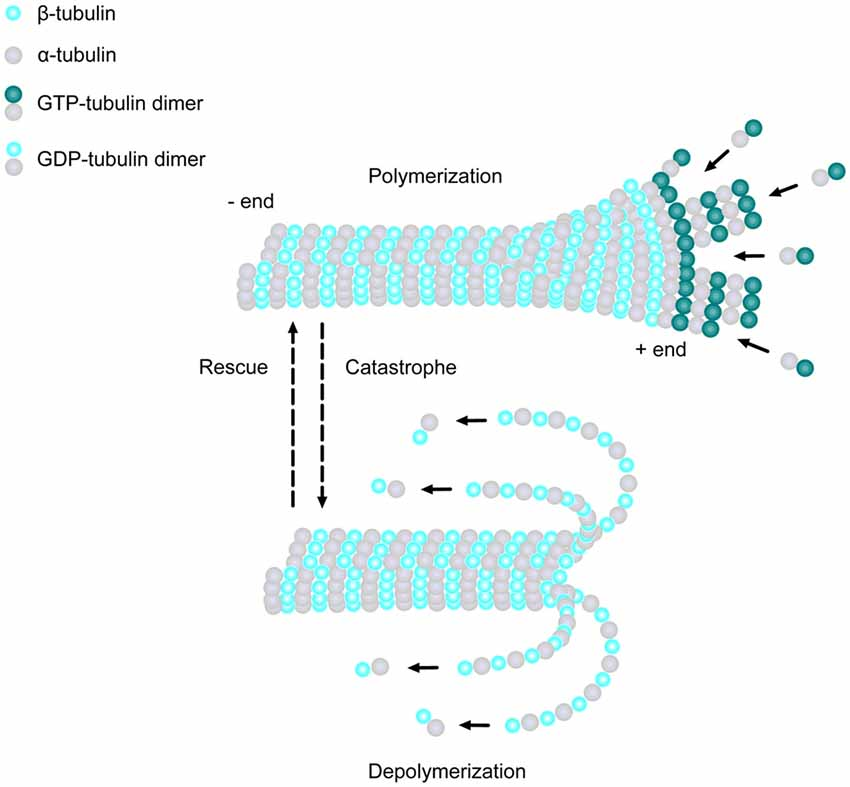 β-tubulin
α-tubulin
GTP-tubulin dimer
GDP-tubulin dimer
Polymerization
- end
+ end
Rescue
Catastrophe
Depolymerization